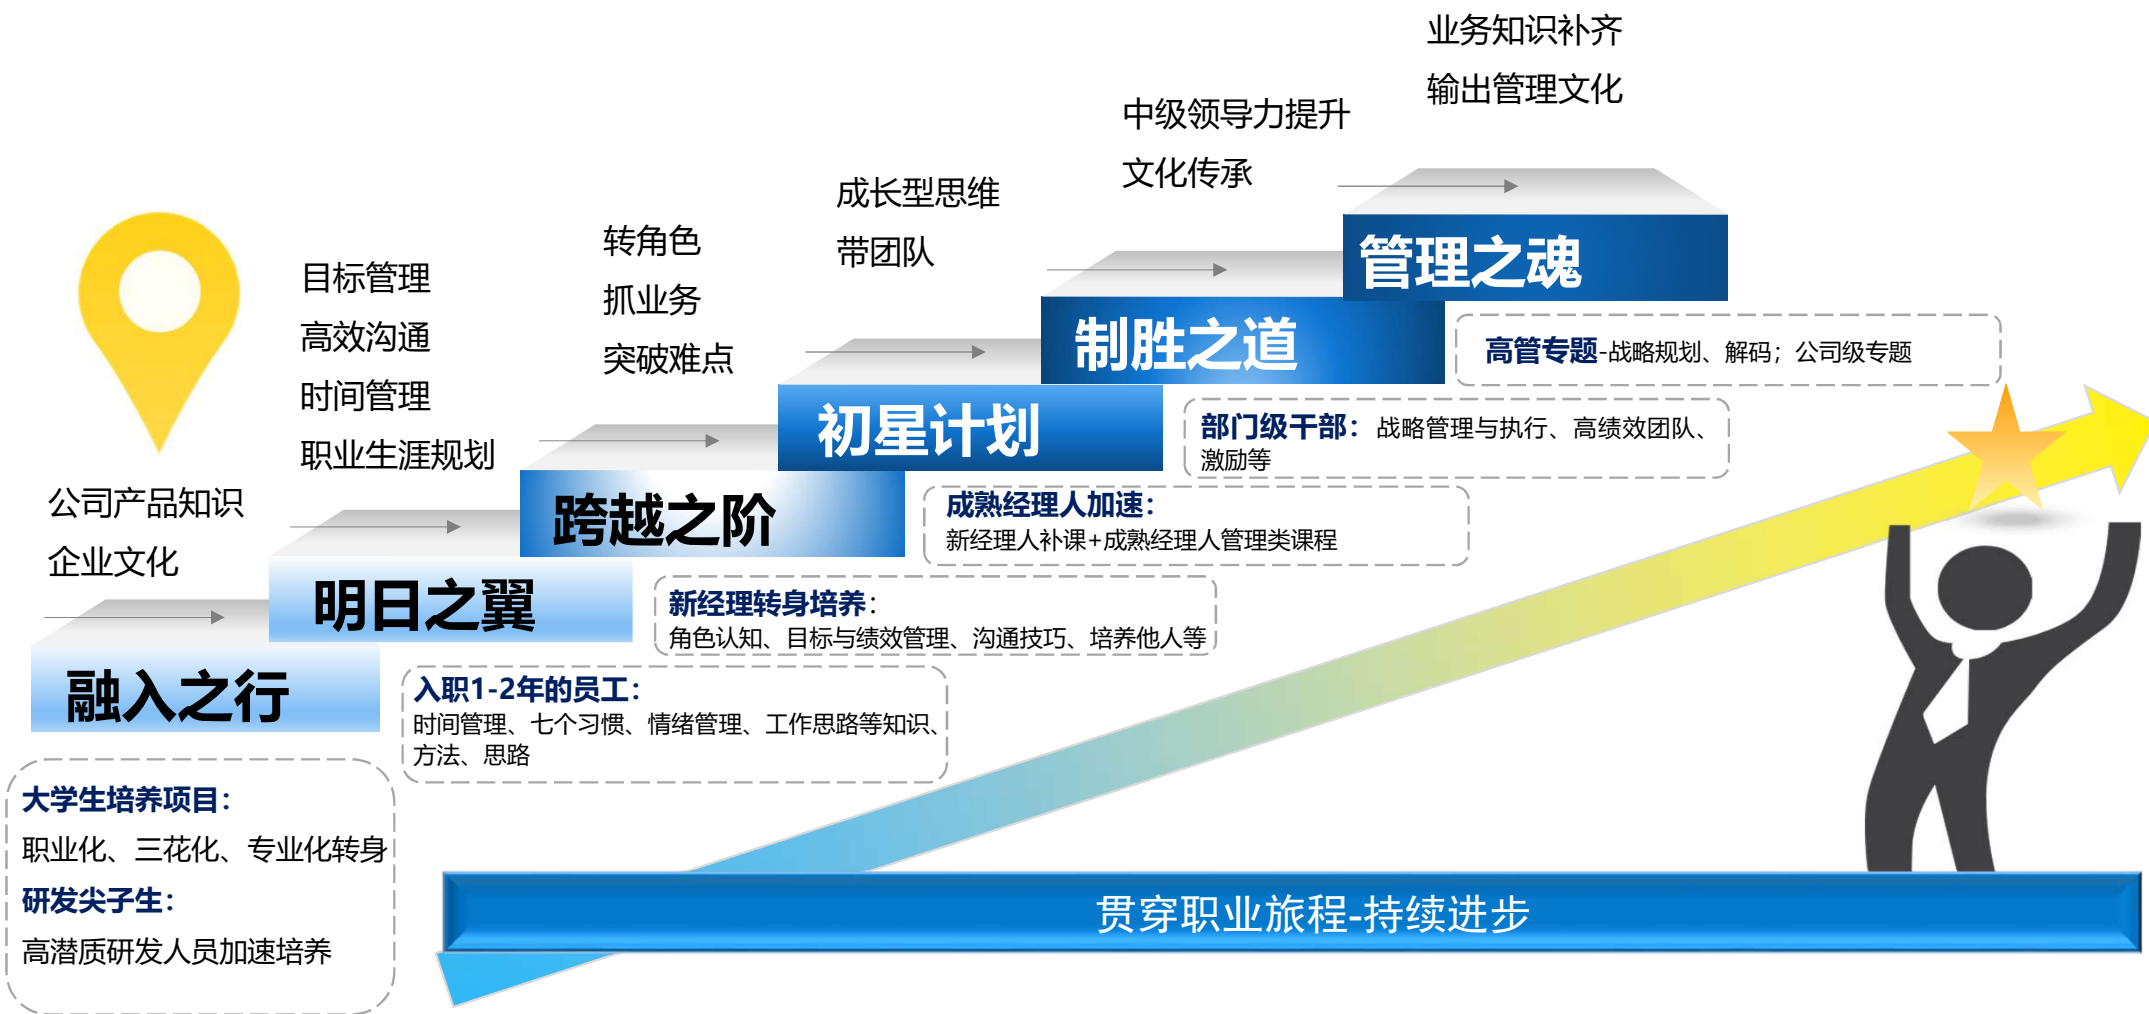 业务知识补齐
输出管理文化
中级领导力提升
文化传承
成长型思维
带团队
转角色
抓业务
突破难点
目标管理
高效沟通
时间管理
职业生涯规划
公司产品知识
企业文化
管理之魂
制胜之道
初星计划
跨越之阶
明日之翼
融入之行
高管专题-战略规划、解码；公司级专题
部门级干部：战略管理与执行、高绩效团队、
激励等
成熟经理人加速：
新经理人补课+成熟经理人管理类课程
新经理转身培养：
角色认知、目标与绩效管理、沟通技巧、培养他人等
入职1-2年的员工：
时间管理、七个习惯、情绪管理、工作思路等知识、
方法、思路
大学生培养项目：
职业化、三花化、专业化转身
研发尖子生：
高潜质研发人员加速培养
贯穿职业旅程-持续进步